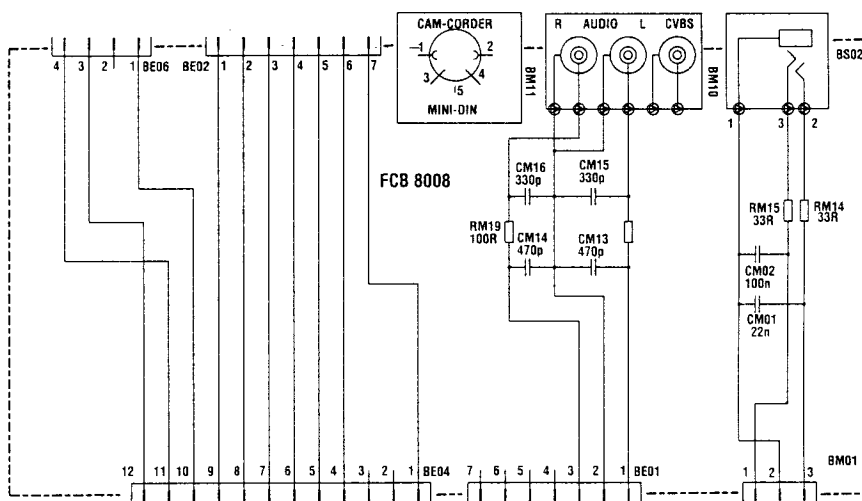 CAM-CORDER
1 2
3 4
5
MINI-DIN
R AUDIO L CVBS
BM11
BM10
BS02
4 3 2 1 BE06
BE02 1 2 3 4 5 6 7
1 3 2
FCB 8008
CM16
330p
CM15
330p
RM19
100R
CM14
470p
CM13
470p
RM15
33R
RM14
33R
CM02
100n
CM01
22n
12 11 10 9 8 7 6 5 4 3 2 1 BE04
7 6 5 4 3 2 1 BE01
1 2 3 BM01